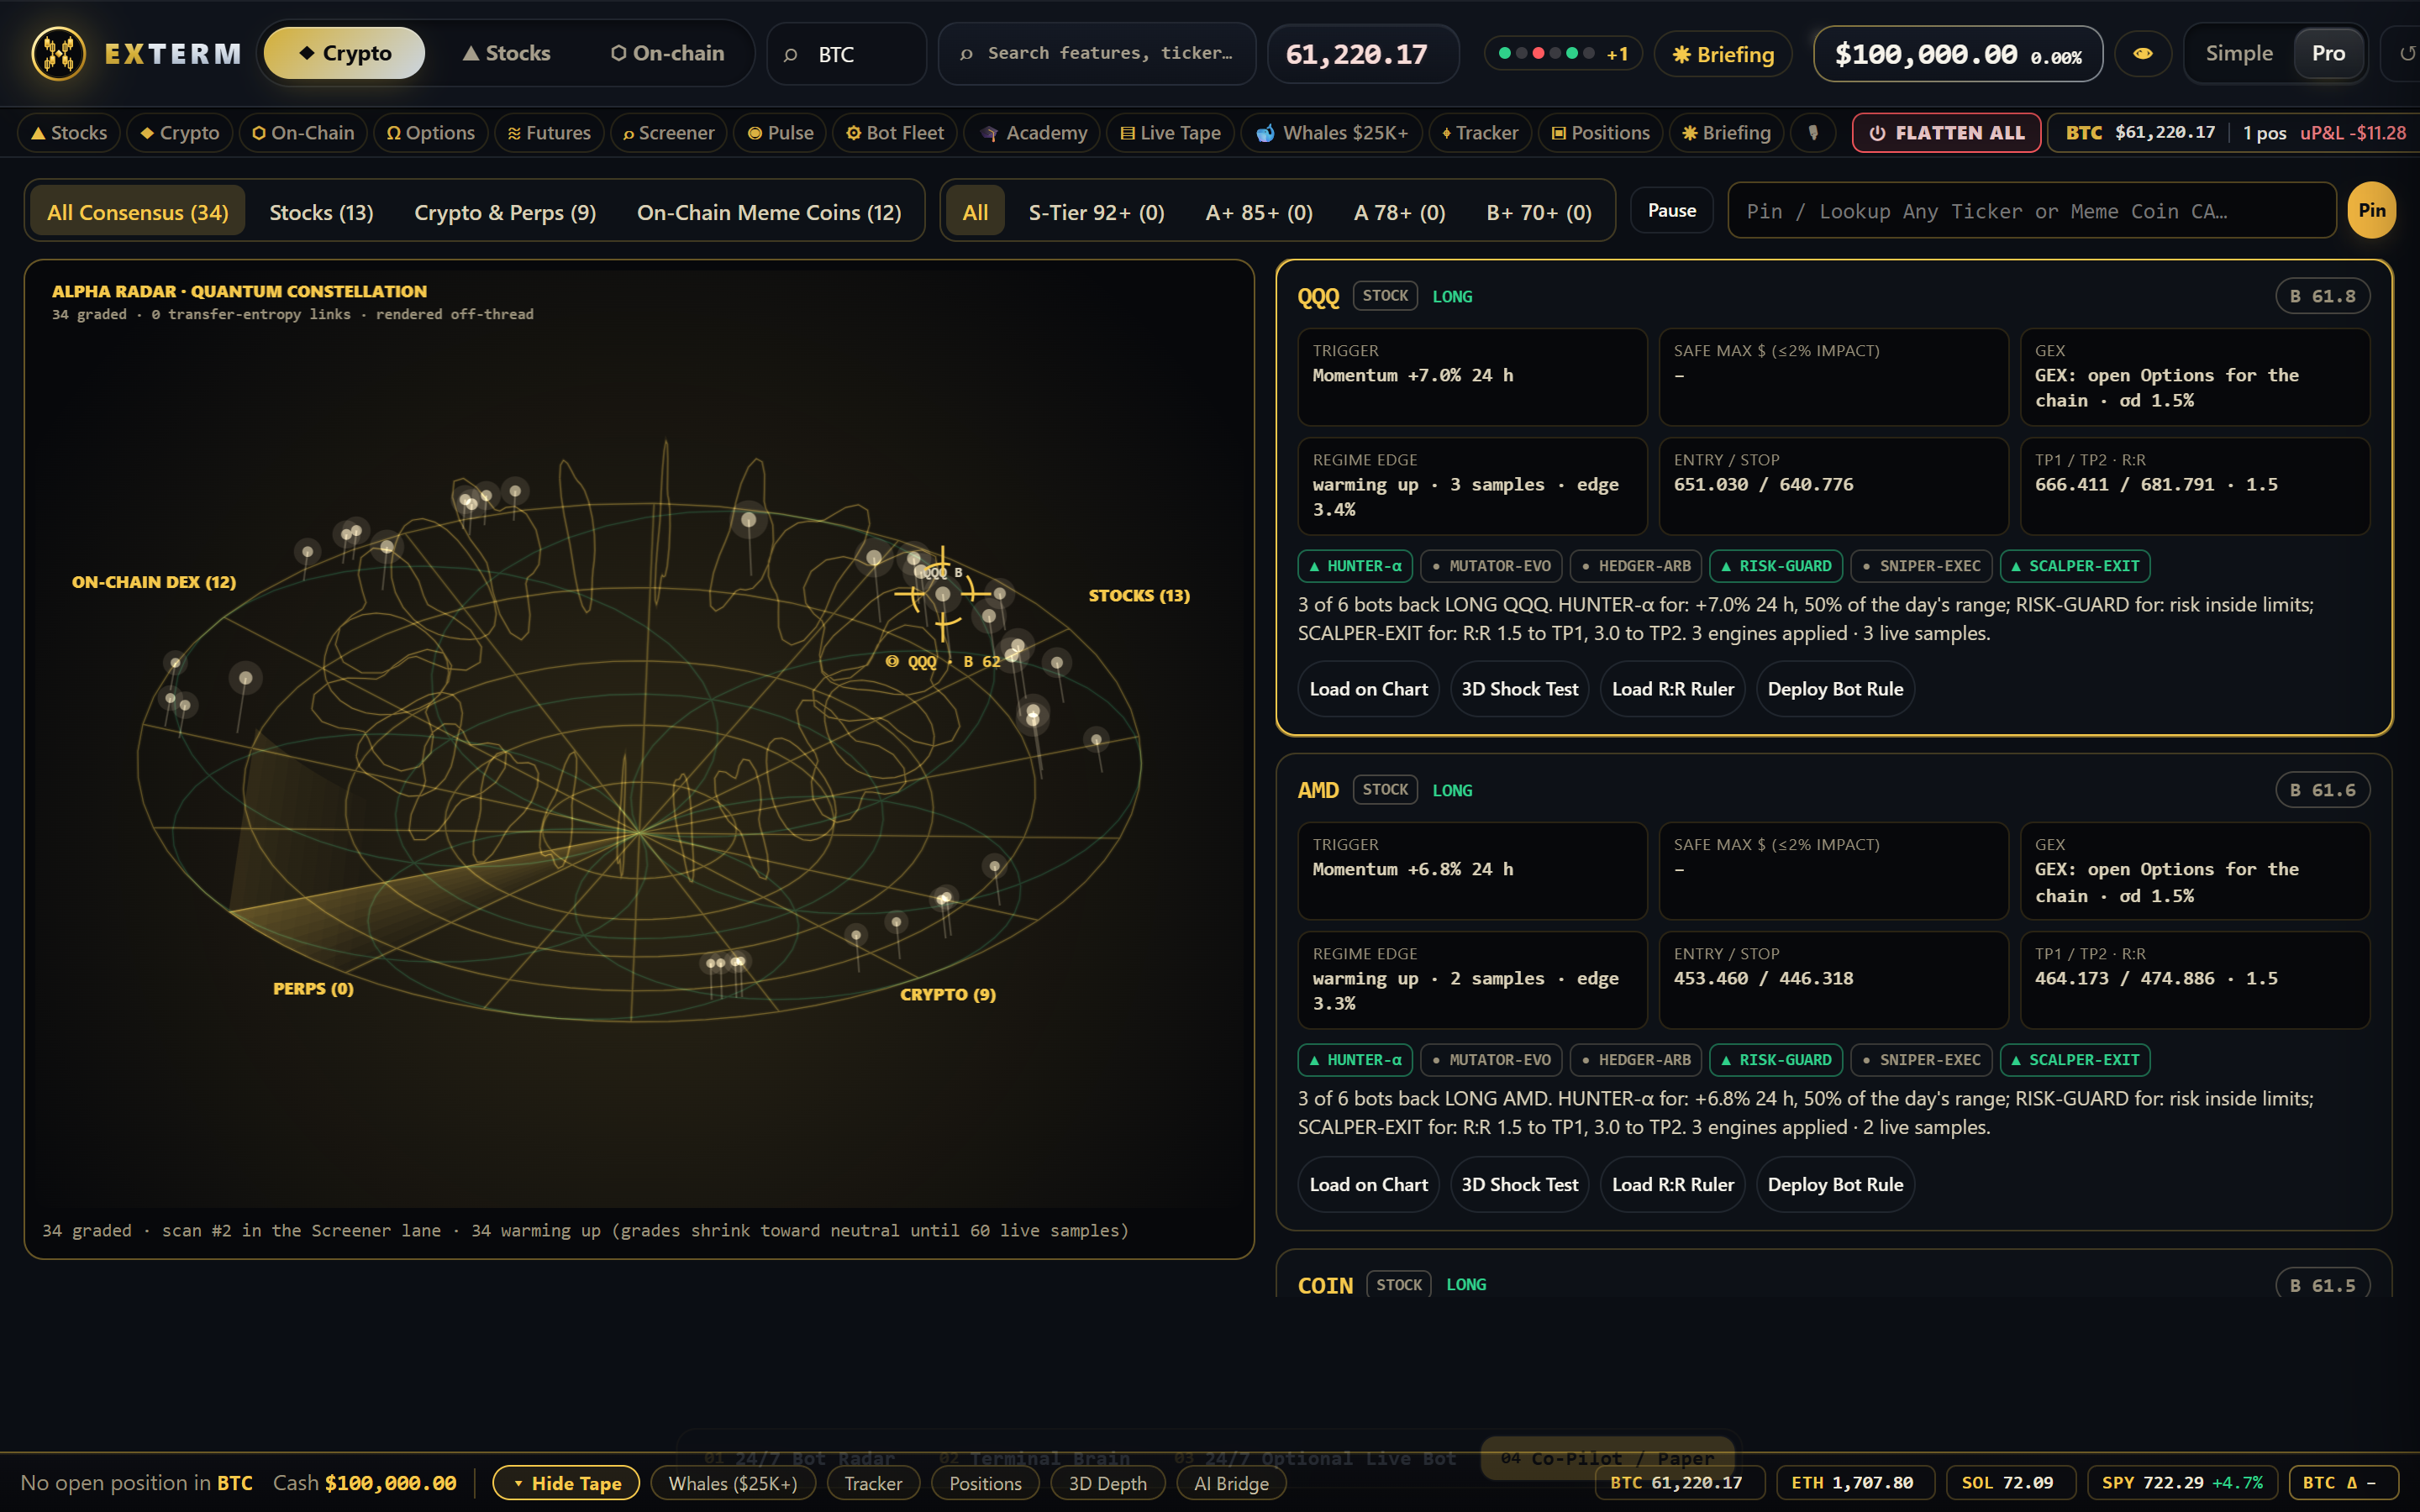 EXTERM
◆ Crypto
▲ Stocks
⬡ On-chain
BTC
Search features, ticker…
61,220.17
+1
Briefing
$100,000.00 0.00%
Simple
Pro
▲ Stocks
◆ Crypto
⬡ On-Chain
Ω Options
≋ Futures
Screener
◉ Pulse
⚙ Bot Fleet
🎓 Academy
Live Tape
🐋 Whales $25K+
Tracker
Positions
Briefing
FLATTEN ALL
BTC $61,220.17 | 1 pos uP&L -$11.28
All Consensus (34)
Stocks (13)
Crypto & Perps (9)
On-Chain Meme Coins (12)
All
S-Tier 92+ (0)
A+ 85+ (0)
A 78+ (0)
B+ 70+ (0)
Pause
Pin / Lookup Any Ticker or Meme Coin CA…
Pin
ALPHA RADAR · QUANTUM CONSTELLATION
34 graded · 0 transfer-entropy links · rendered off-thread
QQQ B
ON-CHAIN DEX (12)
STOCKS (13)
◎ QQQ · B 62
PERPS (0)
CRYPTO (9)
34 graded · scan #2 in the Screener lane · 34 warming up (grades shrink toward neutral until 60 live samples)
QQQ STOCK LONG
B 61.8
TRIGGER
Momentum +7.0% 24 h
SAFE MAX $ (≤2% IMPACT)
–
GEX
GEX: open Options for the
chain · σd 1.5%
REGIME EDGE
warming up · 3 samples · edge
3.4%
ENTRY / STOP
651.030 / 640.776
TP1 / TP2 · R:R
666.411 / 681.791 · 1.5
▲ HUNTER-α
• MUTATOR-EVO
• HEDGER-ARB
▲ RISK-GUARD
• SNIPER-EXEC
▲ SCALPER-EXIT
3 of 6 bots back LONG QQQ. HUNTER-α for: +7.0% 24 h, 50% of the day's range; RISK-GUARD for: risk inside limits;
SCALPER-EXIT for: R:R 1.5 to TP1, 3.0 to TP2. 3 engines applied · 3 live samples.
Load on Chart
3D Shock Test
Load R:R Ruler
Deploy Bot Rule
AMD STOCK LONG
B 61.6
TRIGGER
Momentum +6.8% 24 h
SAFE MAX $ (≤2% IMPACT)
–
GEX
GEX: open Options for the
chain · σd 1.5%
REGIME EDGE
warming up · 2 samples · edge
3.3%
ENTRY / STOP
453.460 / 446.318
TP1 / TP2 · R:R
464.173 / 474.886 · 1.5
▲ HUNTER-α
• MUTATOR-EVO
• HEDGER-ARB
▲ RISK-GUARD
• SNIPER-EXEC
▲ SCALPER-EXIT
3 of 6 bots back LONG AMD. HUNTER-α for: +6.8% 24 h, 50% of the day's range; RISK-GUARD for: risk inside limits;
SCALPER-EXIT for: R:R 1.5 to TP1, 3.0 to TP2. 3 engines applied · 2 live samples.
Load on Chart
3D Shock Test
Load R:R Ruler
Deploy Bot Rule
COIN STOCK LONG
B 61.5
01 24/7 Bot Radar
02 Terminal Brain
03 24/7 Optional Live Bot
04 Co-Pilot / Paper
No open position in BTC
Cash $100,000.00
▾ Hide Tape
Whales ($25K+)
Tracker
Positions
3D Depth
AI Bridge
BTC 61,220.17
ETH 1,707.80
SOL 72.09
SPY 722.29 +4.7%
BTC Δ –